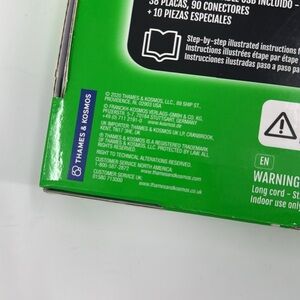 USB INCLUIDO -
38 PLACAS, 90 CONECTORES
+ 10 PIEZAS ESPECIALES
Step-by-step illustrated instructions
Instructions illustrées étape par étape
Instrucciones ilustradas paso a paso
THAMES & KOSMOS
© 2020 THAMES & KOSMOS, LLC, 89 SHIP ST.,
PROVIDENCE, RI, 02903 USA
© FRANCKH-KOSMOS VERLAGS-GMBH & CO. KG,
PFIZERSTR. 5-7, 70184 STUTTGART, GERMANY,
+49 (0) 711 2191-0
UK IMPORTER: THAMES & KOSMOS UK LP, CRANBROOK,
KENT, TN17 3HE, UK
THAMES & KOSMOS IS A REGISTERED TRADEMARK
OF THAMES & KOSMOS, LLC. PROTECTED BY LAW. ALL
RIGHTS RESERVED.
RIGHT TO TECHNICAL ALTERATIONS RESERVED.
CUSTOMER SERVICE NORTH AMERICA:
1-800-587-2872
CUSTOMER SERVICE UK:
01580 713000
EN
WARNING
Long cord - St
Indoor use only